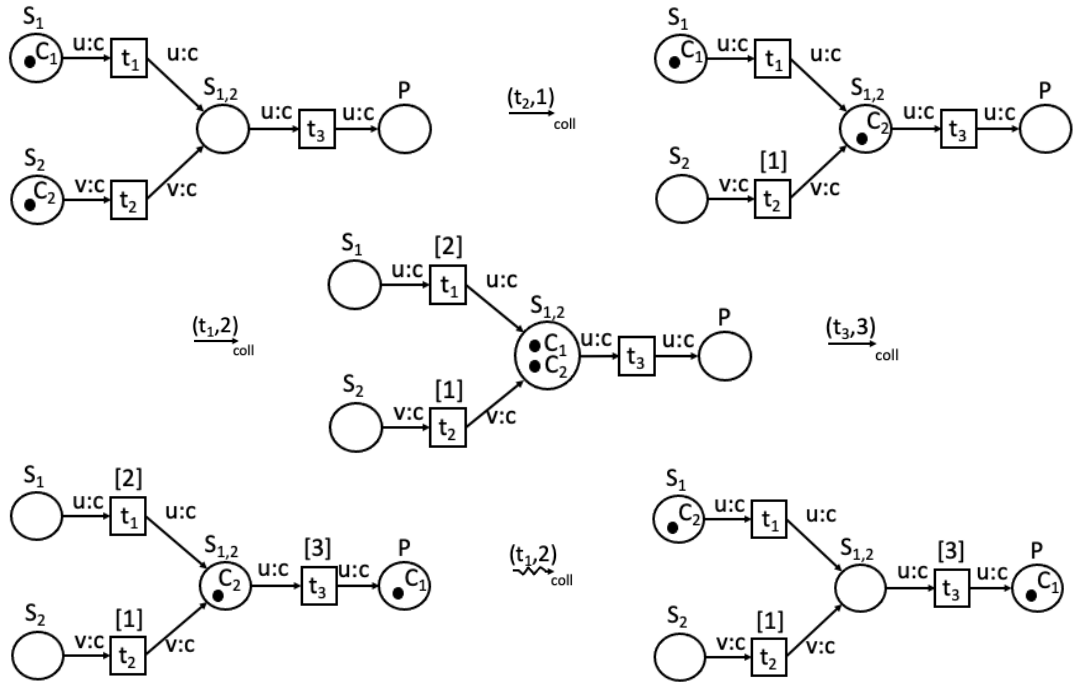 S1 S1
C1 u:c t1 u:c C1 u:c t1 u:c
S1,2 P (t2,1) S1,2 P
u:c t3 u:c coll C2 u:c t3 u:c
S2 S2 [1]
C2 v:c t2 v:c v:c t2 v:c
S1 [2]
u:c t1 u:c
(t1,2) S1,2 P (t3,3)
coll C1 u:c t3 u:c coll
C2
S2 [1]
v:c t2 v:c
S1 [2] S1
u:c t1 u:c C2 u:c t1 u:c
S1,2 [3] P (t1,2) S1,2 [3] P
C2 u:c t3 u:c C1 coll u:c t3 u:c C1
S2 [1] S2 [1]
v:c t2 v:c v:c t2 v:c